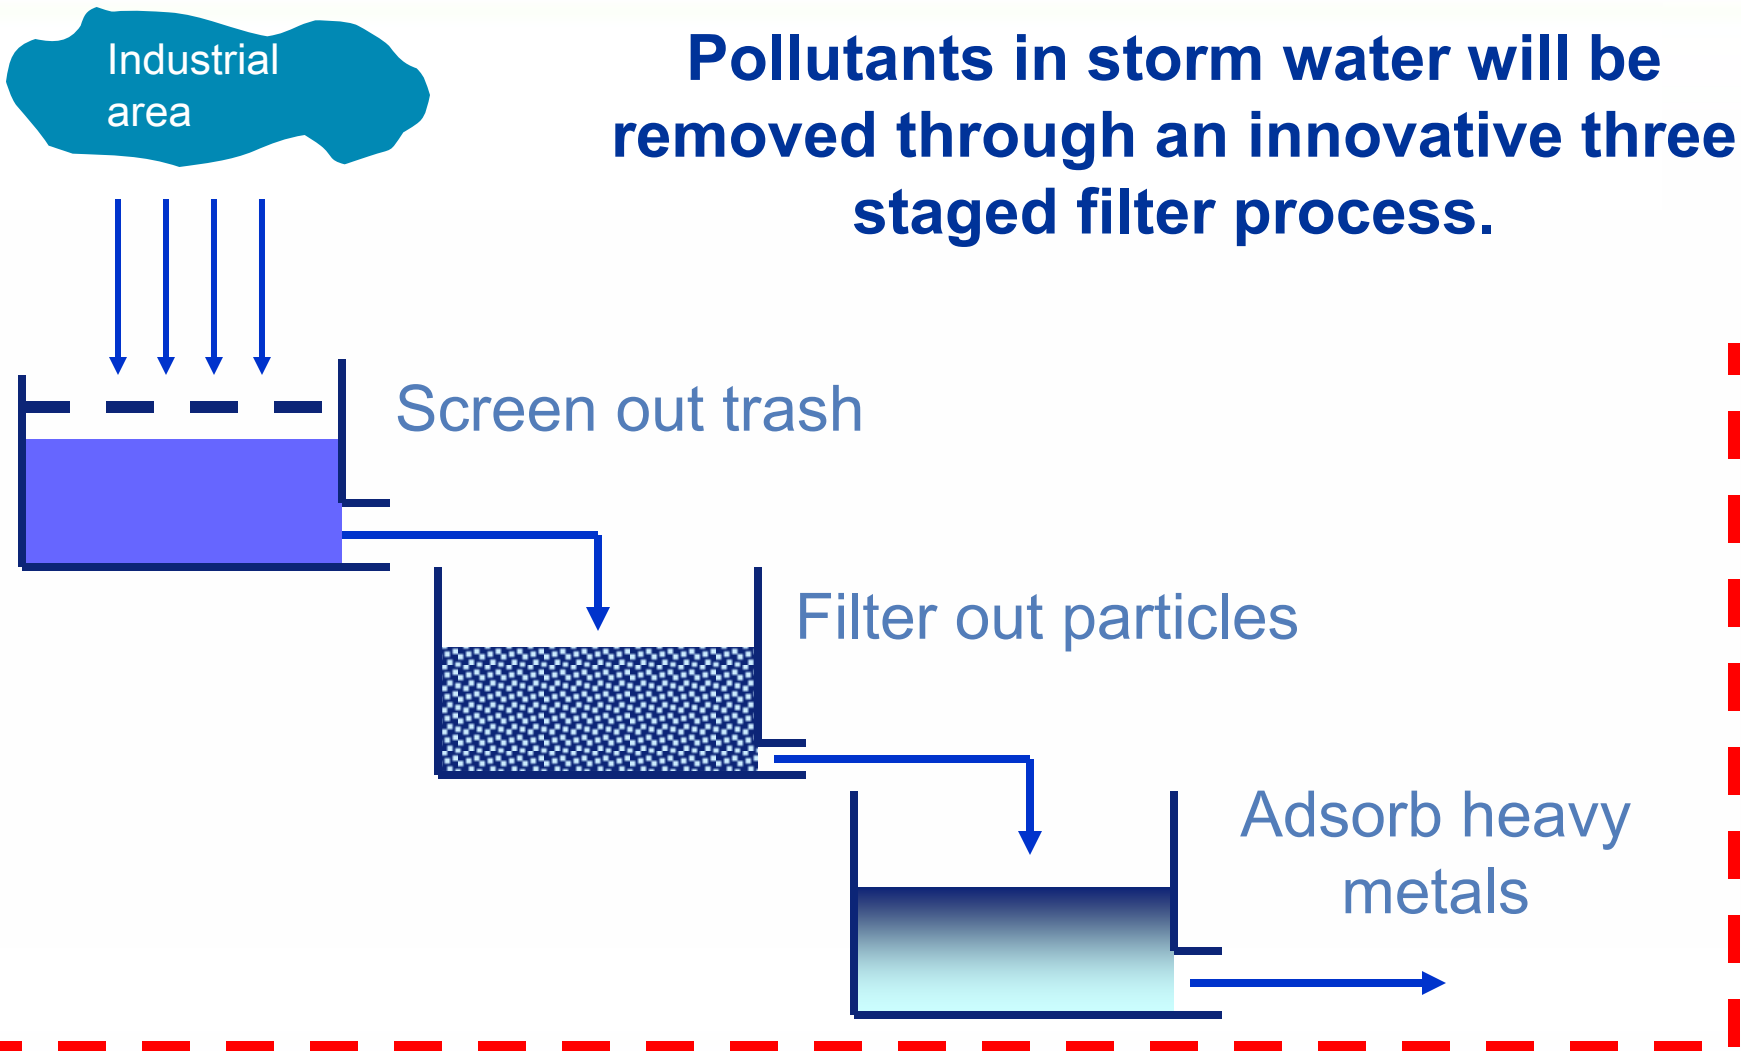 Industrial
area
Pollutants in storm water will be
removed through an innovative three
staged filter process.
Screen out trash
Filter out particles
Adsorb heavy
metals